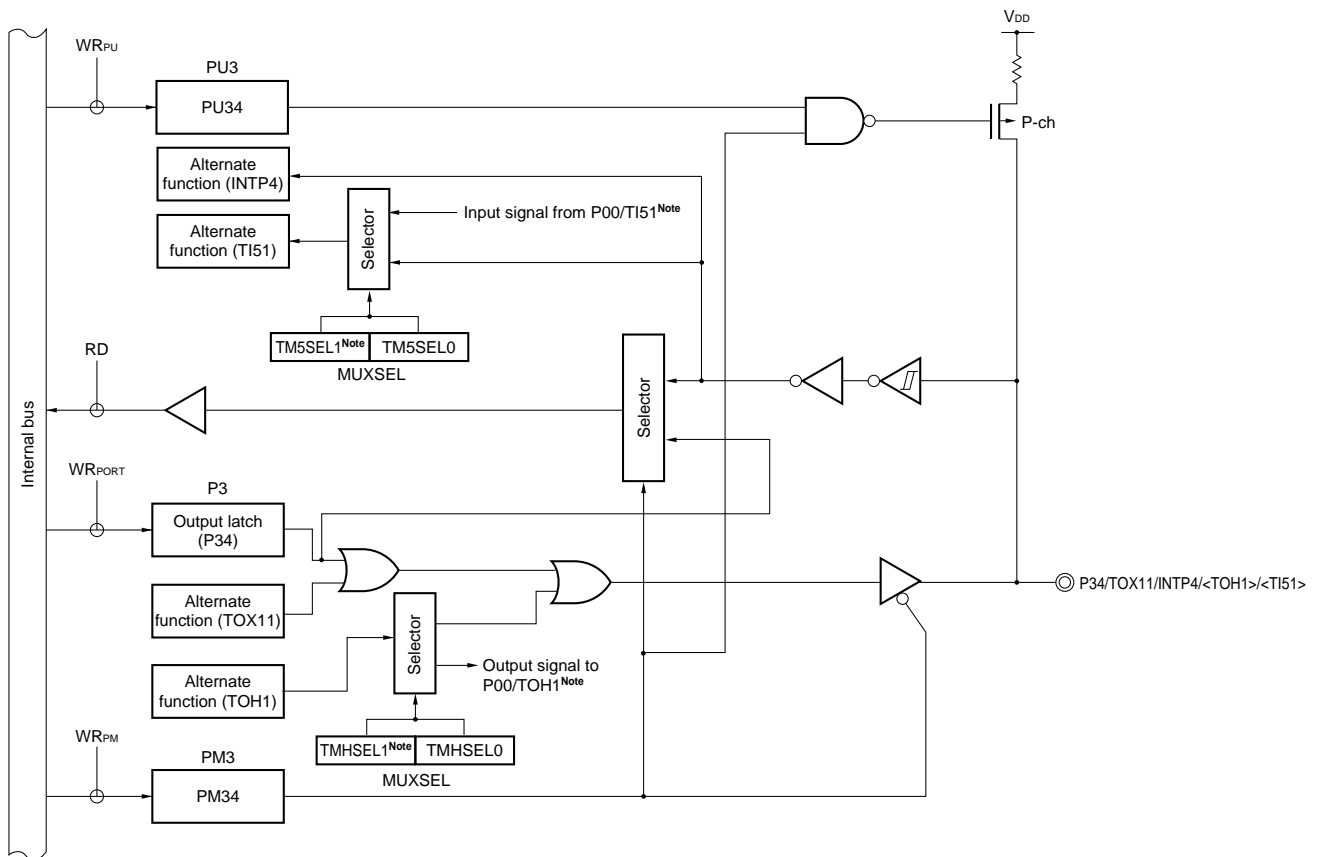 VDD
WRPU
PU3
PU34
P-ch
Alternate
function (INTP4)
Selector
Input signal from P00/TI51Note
Alternate
function (TI51)
TM5SEL1Note
TM5SEL0
MUXSEL
RD
Selector
Internal bus
WRPORT
P3
Output latch
(P34)
P34/TOX11/INTP4/<TOH1>/<TI51>
Alternate
function (TOX11)
Selector
Output signal to
P00/TOH1Note
Alternate
function (TOH1)
TMHSEL1Note
TMHSEL0
MUXSEL
WRPM
PM3
PM34